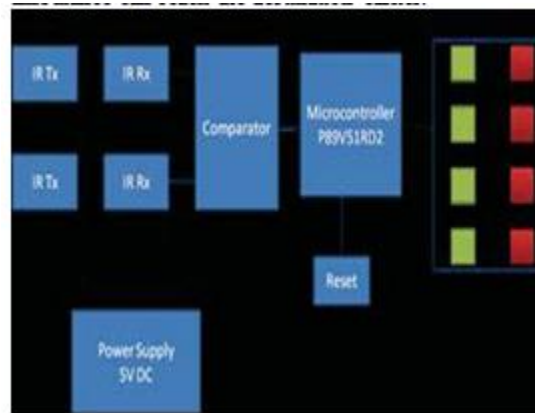 IR Tx
IR Rx
Comparator
Microcontroller
P89V51RD2
IR Tx
IR Rx
Reset
Power Supply
5V DC